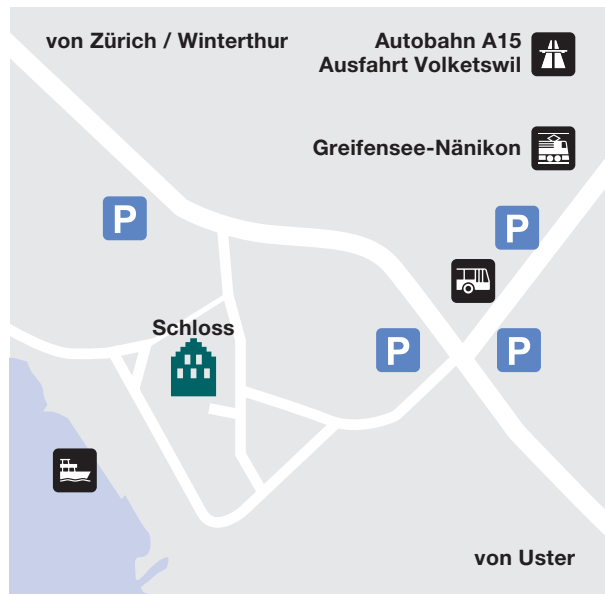 von Zürich / Winterthur
Autobahn A15
Ausfahrt Volketswil
Greifensee-Nänikon
P
P
Schloss
P
P
von Uster